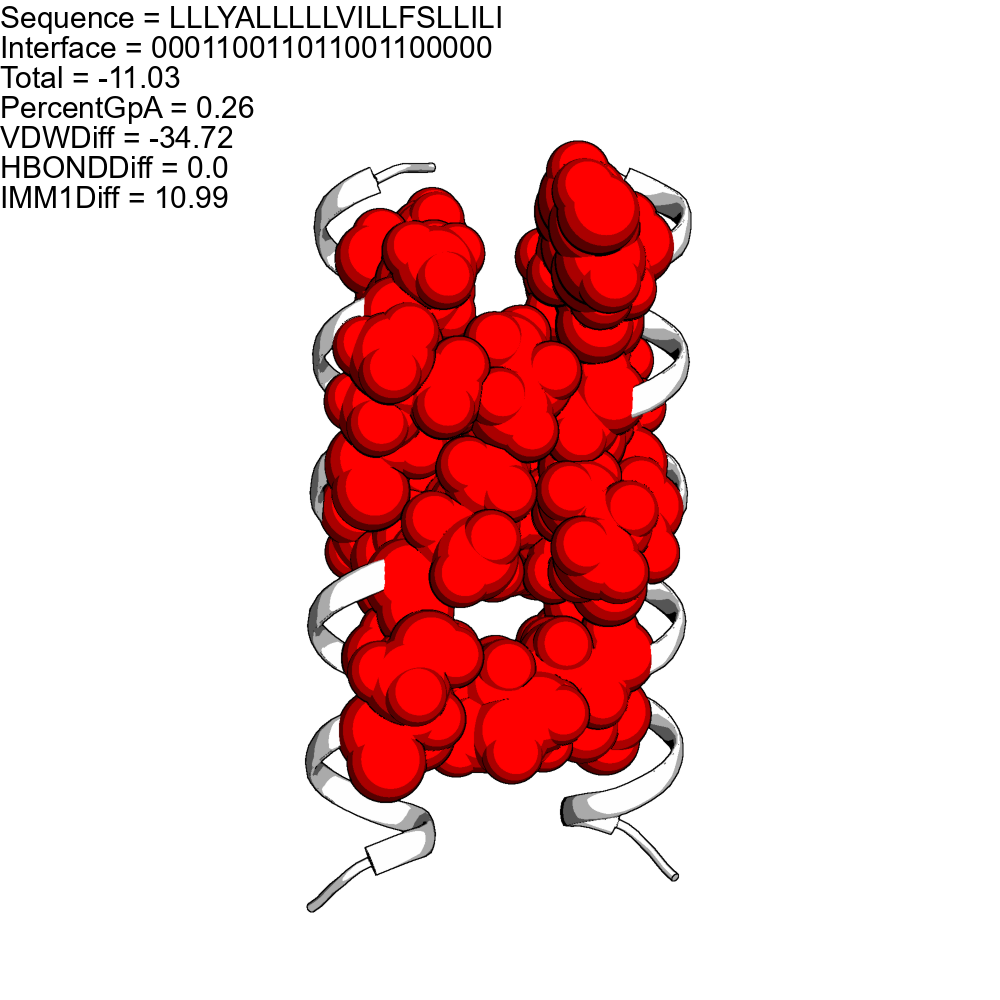 Sequence = LLLYALLLLLVILLFSLLILI
Interface = 000110011011001100000
Total = -11.03
PercentGpA = 0.26
VDWDiff = -34.72
HBONDDiff = 0.0
IMM1Diff = 10.99